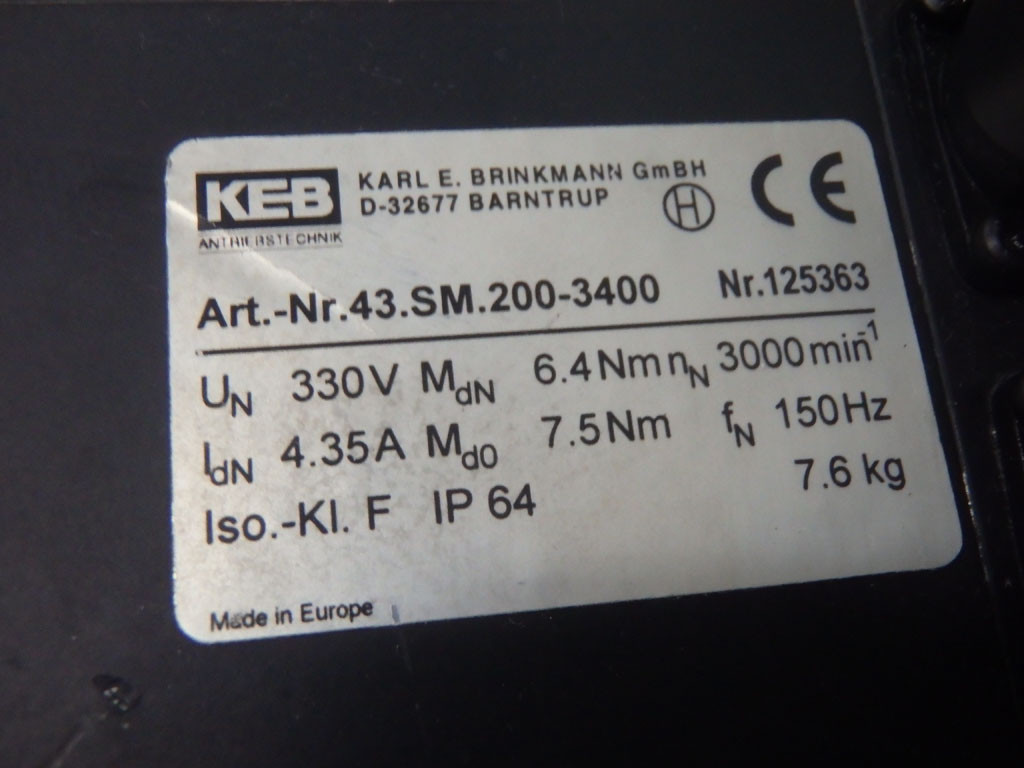 KEB KARL E. BRINKMANN GmBH
D-32677 BARNTRUP
H CE
ANTRIEBSTECHNIK
Art.-Nr.43.SM.200-3400 Nr.125363
UN 330V MdN 6.4Nm nN 3000min-1
IdN 4.35A Md0 7.5Nm fN 150Hz
Iso.-Kl. F IP 64 7.6 kg
Made in Europe